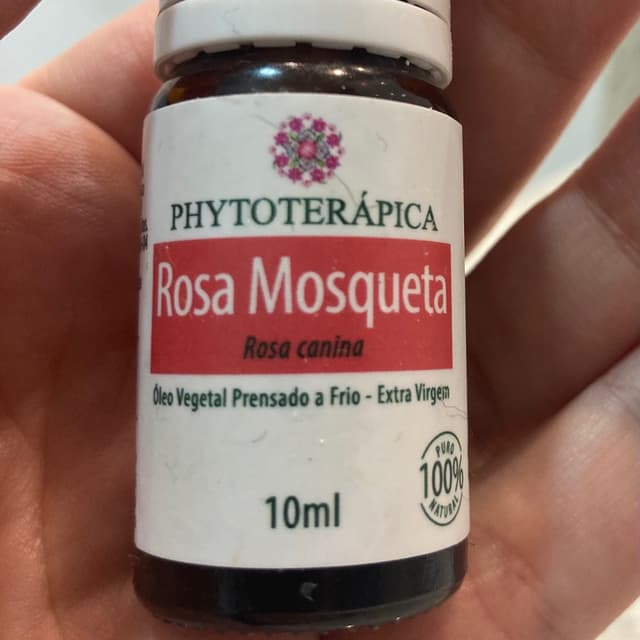 PHYTOTERÁPICA
Rosa Mosqueta
Rosa canina
Óleo Vegetal Prensado a Frio - Extra Virgem
PURO
100%
NATURAL
10ml